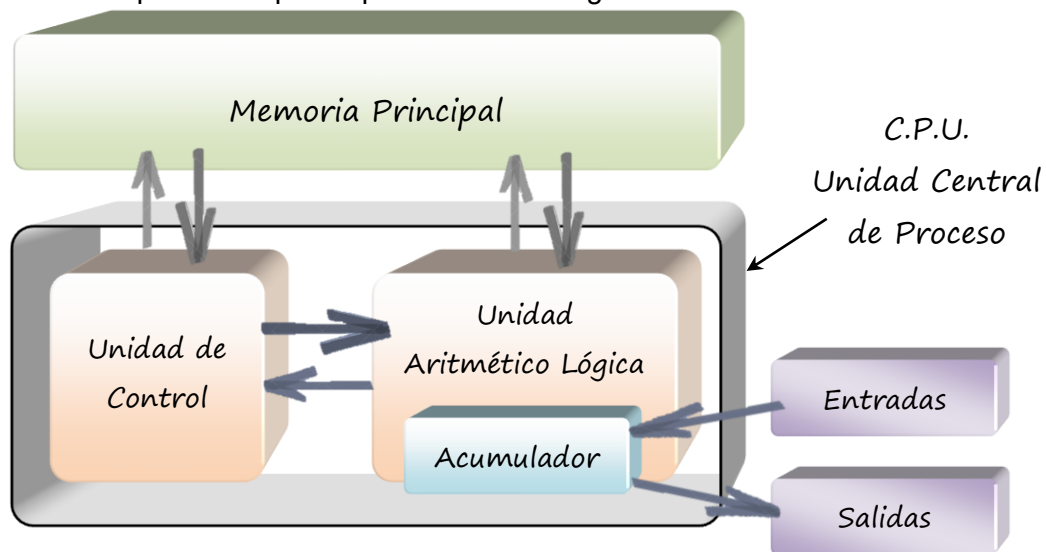 Memoria Principal
C.P.U.
Unidad Central
de Proceso
Unidad de
Control
Unidad
Aritmético Lógica
Acumulador
Entradas
Salidas